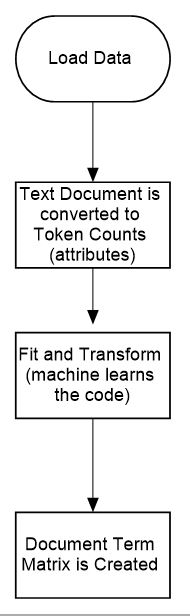 Load Data
Text Document is
converted to
Token Counts
(attributes)
Fit and Transform
(machine learns
the code)
Document Term
Matrix is Created